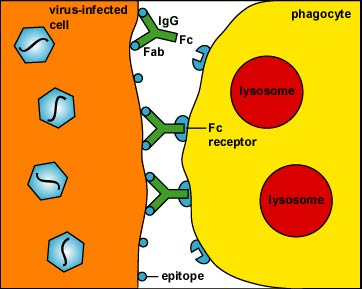 virus-infected
cell
IgG
Fc
Fab
phagocyte
lysosome
Fc
receptor
lysosome
epitope